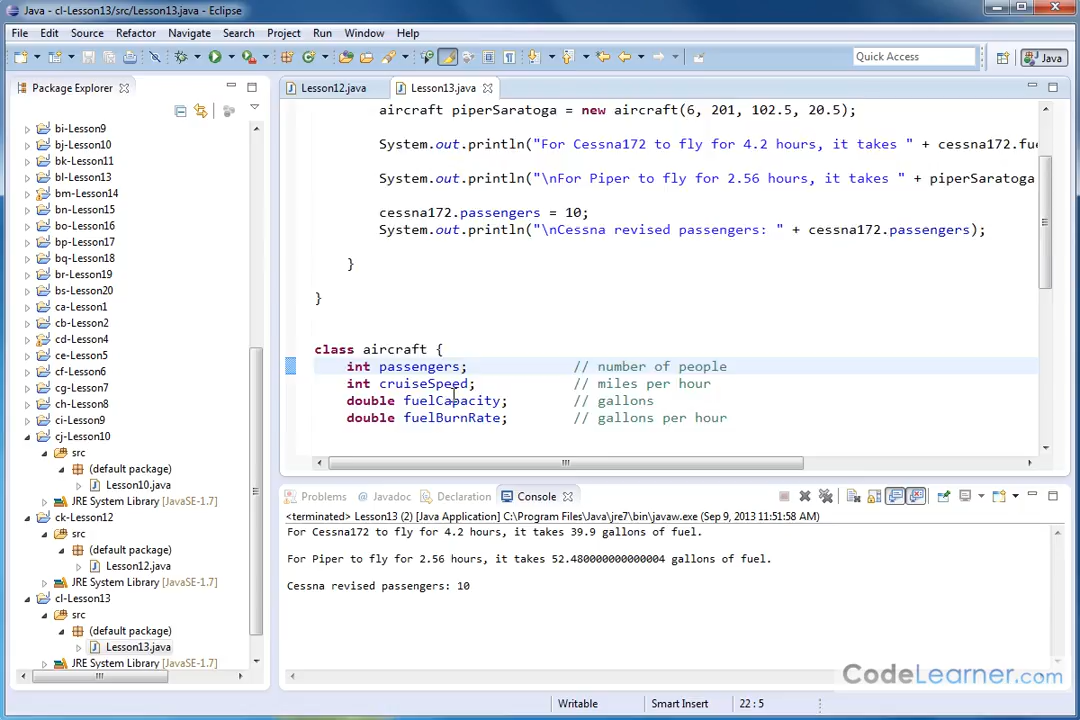 Java - cl-Lesson13/src/Lesson13.java - Eclipse
File Edit Source Refactor Navigate Search Project Run Window Help
Quick Access
Java
Package Explorer
bi-Lesson9
bj-Lesson10
bk-Lesson11
bl-Lesson13
bm-Lesson14
bn-Lesson15
bo-Lesson16
bp-Lesson17
bq-Lesson18
br-Lesson19
bs-Lesson20
ca-Lesson1
cb-Lesson2
cd-Lesson4
ce-Lesson5
cf-Lesson6
cg-Lesson7
ch-Lesson8
ci-Lesson9
cj-Lesson10
src
(default package)
Lesson10.java
JRE System Library [JavaSE-1.7]
ck-Lesson12
src
(default package)
Lesson12.java
JRE System Library [JavaSE-1.7]
cl-Lesson13
src
(default package)
Lesson13.java
JRE System Library [JavaSE-1.7]
Lesson12.java Lesson13.java
aircraft piperSaratoga = new aircraft(6, 201, 102.5, 20.5);
System.out.println("For Cessna172 to fly for 4.2 hours, it takes " + cessna172.fue
System.out.println("\nFor Piper to fly for 2.56 hours, it takes " + piperSaratoga
cessna172.passengers = 10;
System.out.println("\nCessna revised passengers: " + cessna172.passengers);
}
}
class aircraft {
int passengers; // number of people
int cruiseSpeed; // miles per hour
double fuelCapacity; // gallons
double fuelBurnRate; // gallons per hour
Problems Javadoc Declaration Console
<terminated> Lesson13 (2) [Java Application] C:\Program Files\Java\jre7\bin\javaw.exe (Sep 9, 2013 11:51:58 AM)
For Cessna172 to fly for 4.2 hours, it takes 39.9 gallons of fuel.
For Piper to fly for 2.56 hours, it takes 52.480000000000004 gallons of fuel.
Cessna revised passengers: 10
CodeLearner.com
Writable Smart Insert 22 : 5